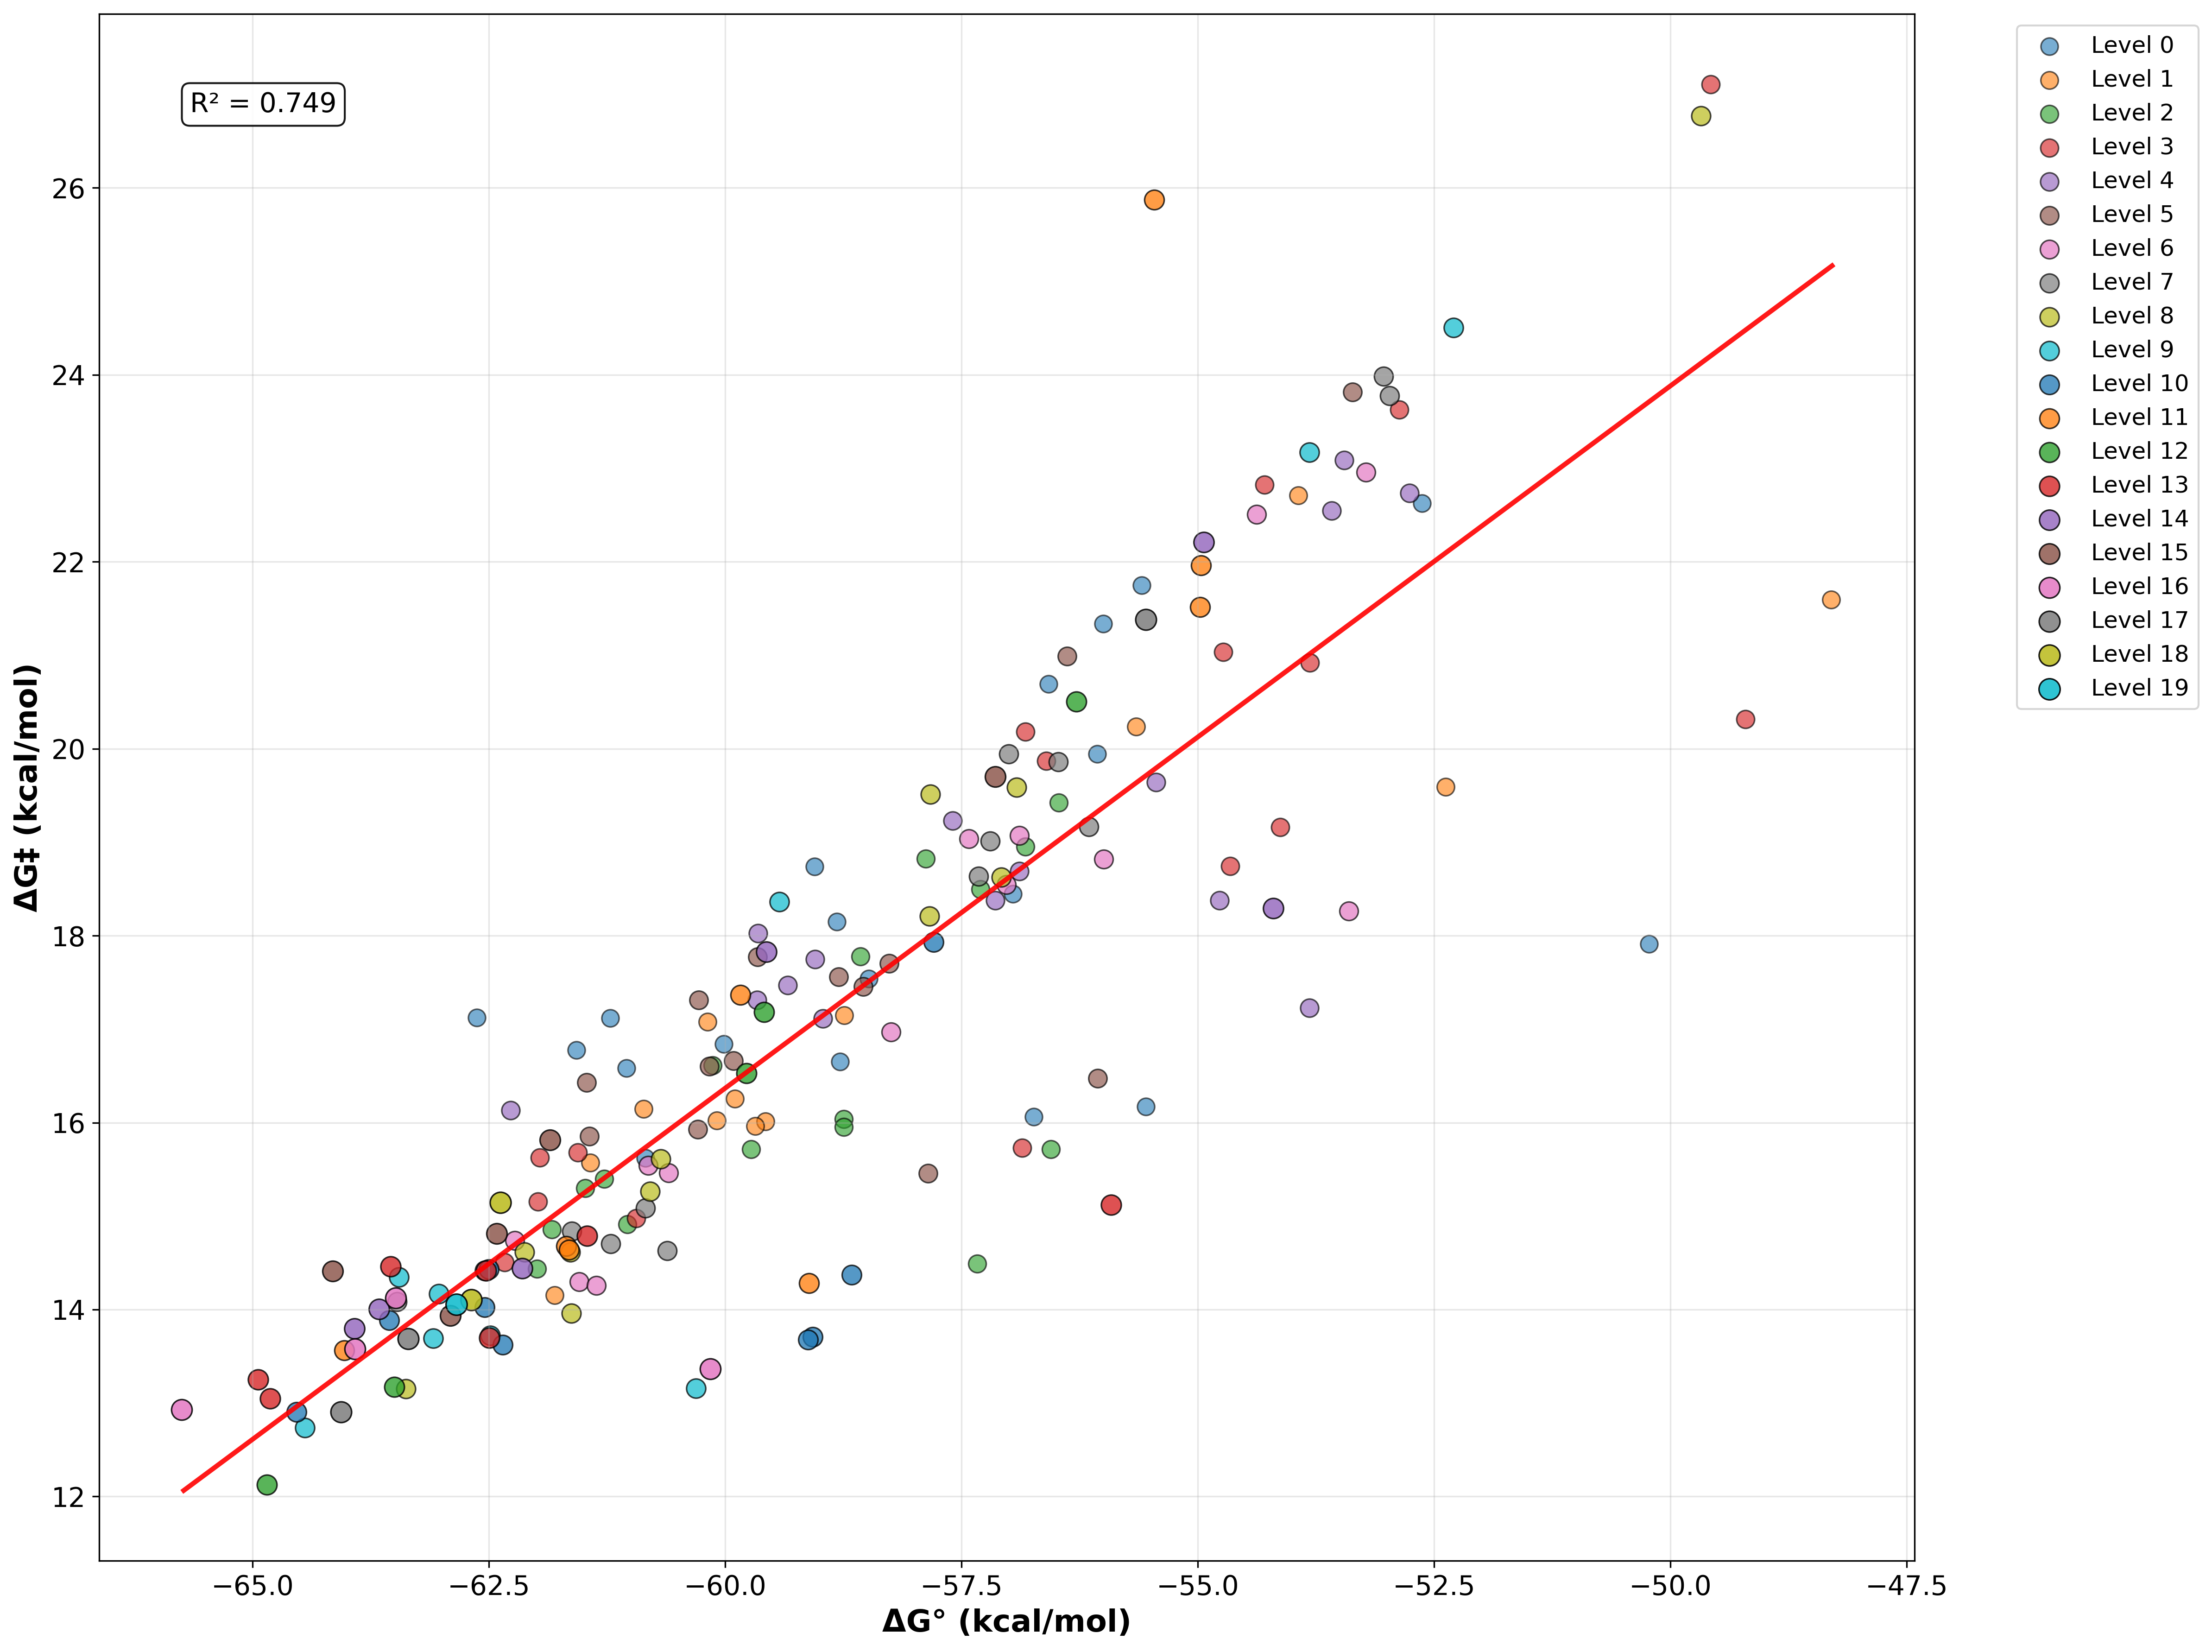 R² = 0.749
26
24
22
20
18
16
14
12
ΔG‡ (kcal/mol)
−65.0
−62.5
−60.0
−57.5
−55.0
−52.5
−50.0
−47.5
ΔG° (kcal/mol)
Level 0
Level 1
Level 2
Level 3
Level 4
Level 5
Level 6
Level 7
Level 8
Level 9
Level 10
Level 11
Level 12
Level 13
Level 14
Level 15
Level 16
Level 17
Level 18
Level 19